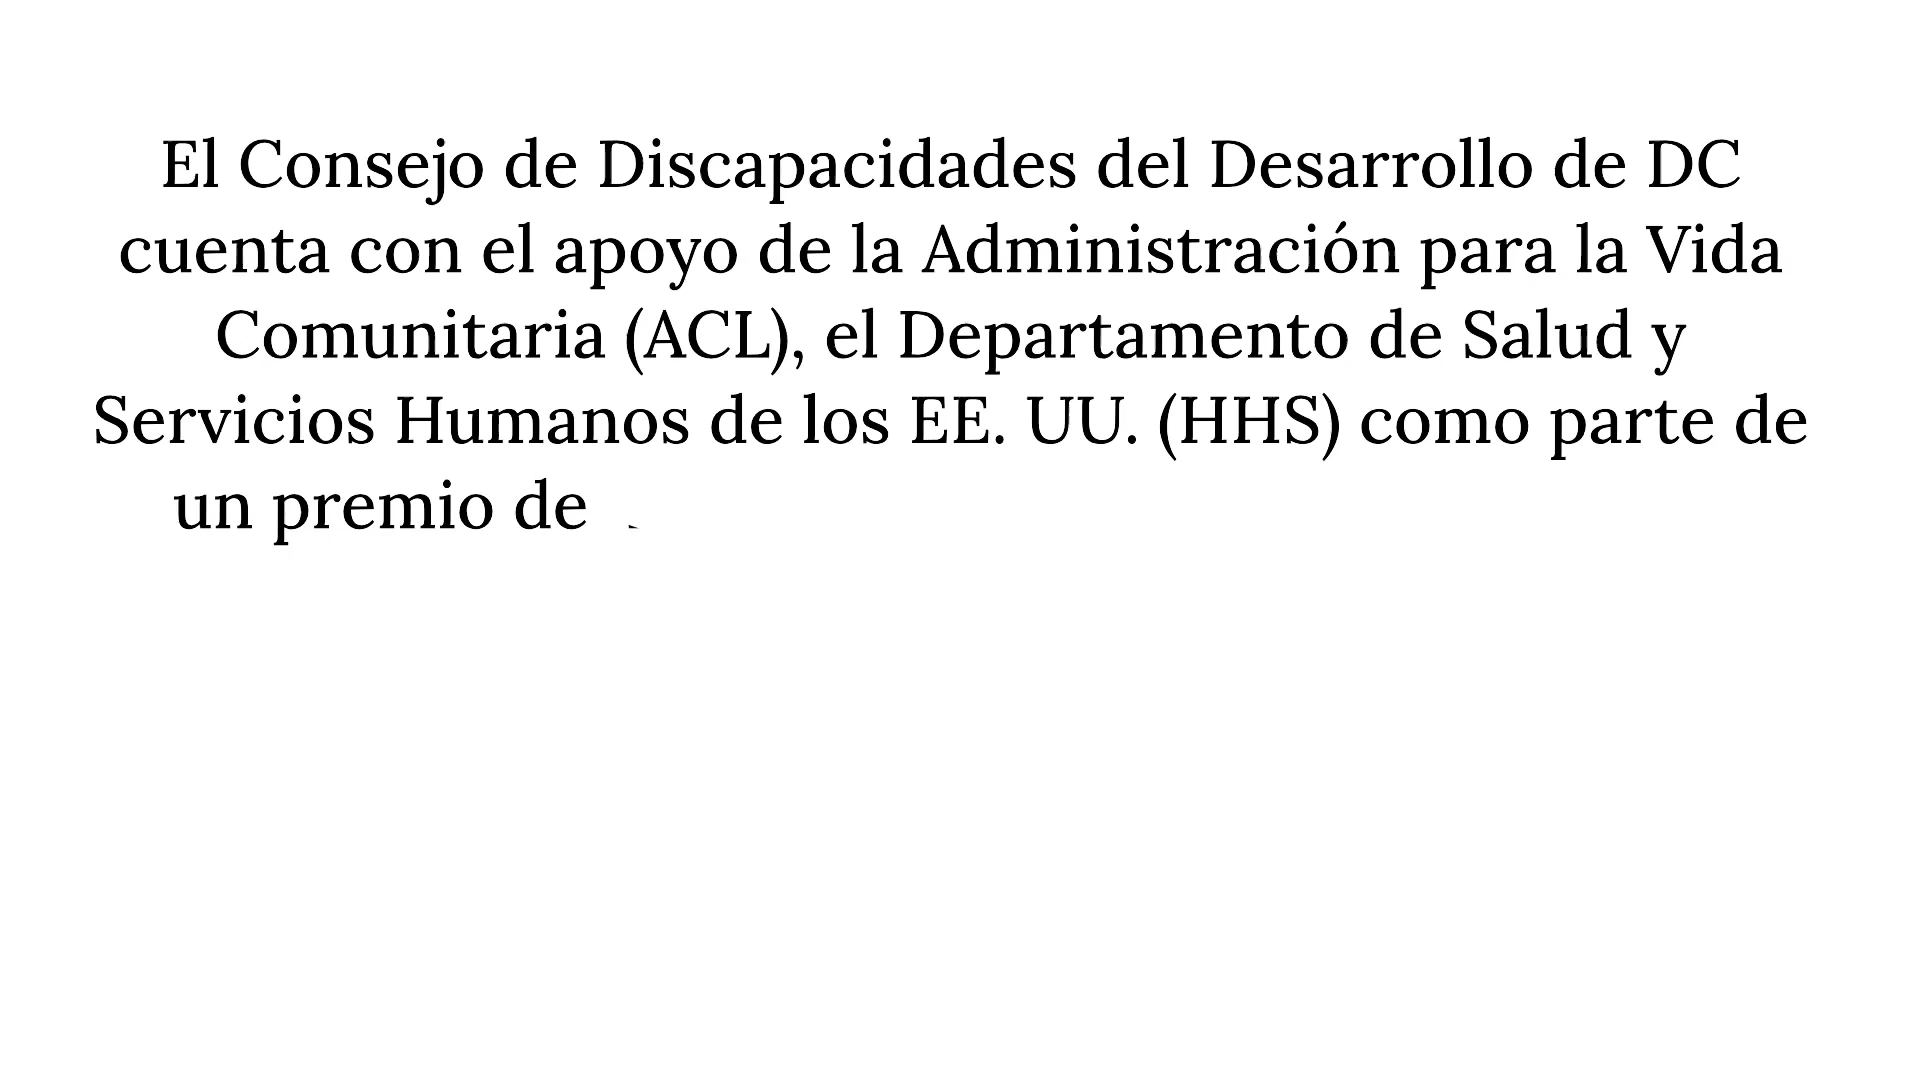 El Consejo de Discapacidades del Desarrollo de DC
cuenta con el apoyo de la Administración para la Vida
Comunitaria (ACL), el Departamento de Salud y
Servicios Humanos de los EE. UU. (HHS) como parte de
un premio de